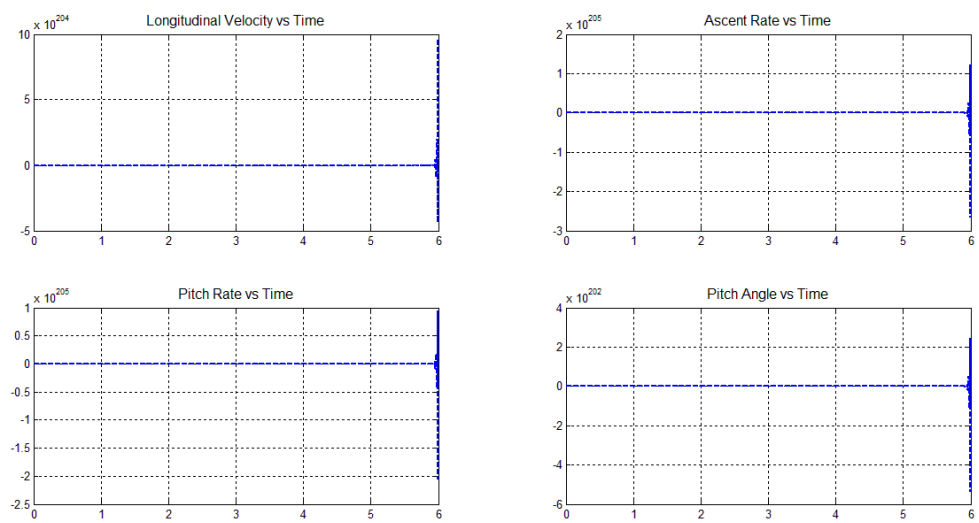 Longitudinal Velocity vs Time
x 10^204
10
5
0
-5
0 1 2 3 4 5 6
Ascent Rate vs Time
x 10^205
2
1
0
-1
-2
-3
0 1 2 3 4 5 6
Pitch Rate vs Time
x 10^205
1
0.5
0
-0.5
-1
-1.5
-2
-2.5
0 1 2 3 4 5 6
Pitch Angle vs Time
x 10^202
4
2
0
-2
-4
-6
0 1 2 3 4 5 6